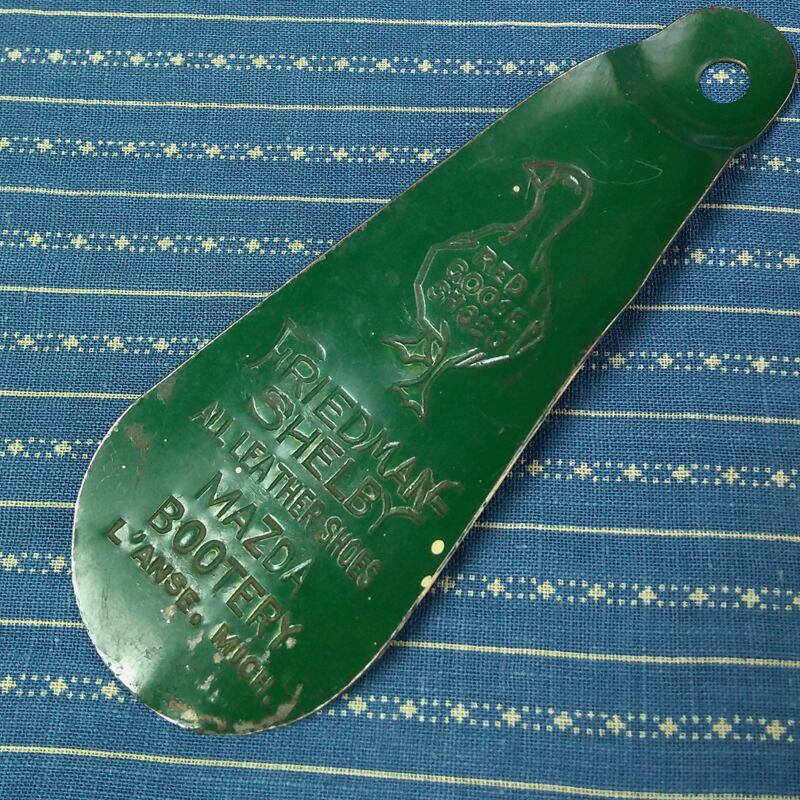 RED
GOOSE
SHOES
FRIEDMAN-
SHELBY
ALL LEATHER SHOES
MAZDA
BOOTERY
L'ANSE, MICH.